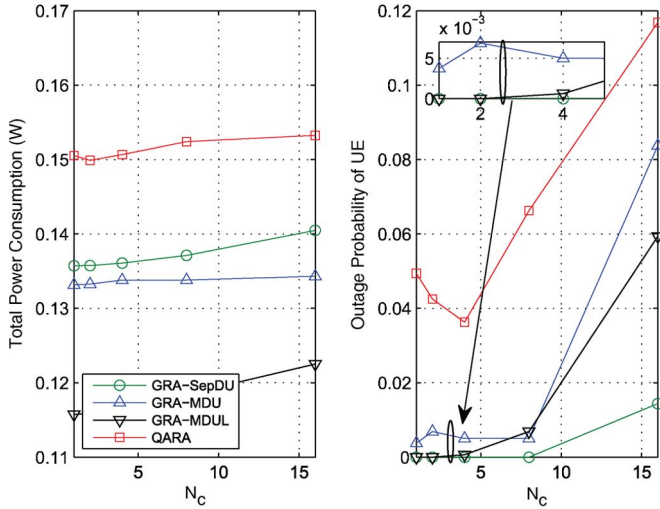 0.17
0.16
0.15
0.14
0.13
0.12
0.11
Total Power Consumption (W)
5
10
15
N_c
GRA−SepDU
GRA−MDU
GRA−MDUL
QARA
0.12
0.1
0.08
0.06
0.04
0.02
0
Outage Probability of UE
5
10
15
N_c
x 10⁻³
5
0
2
4